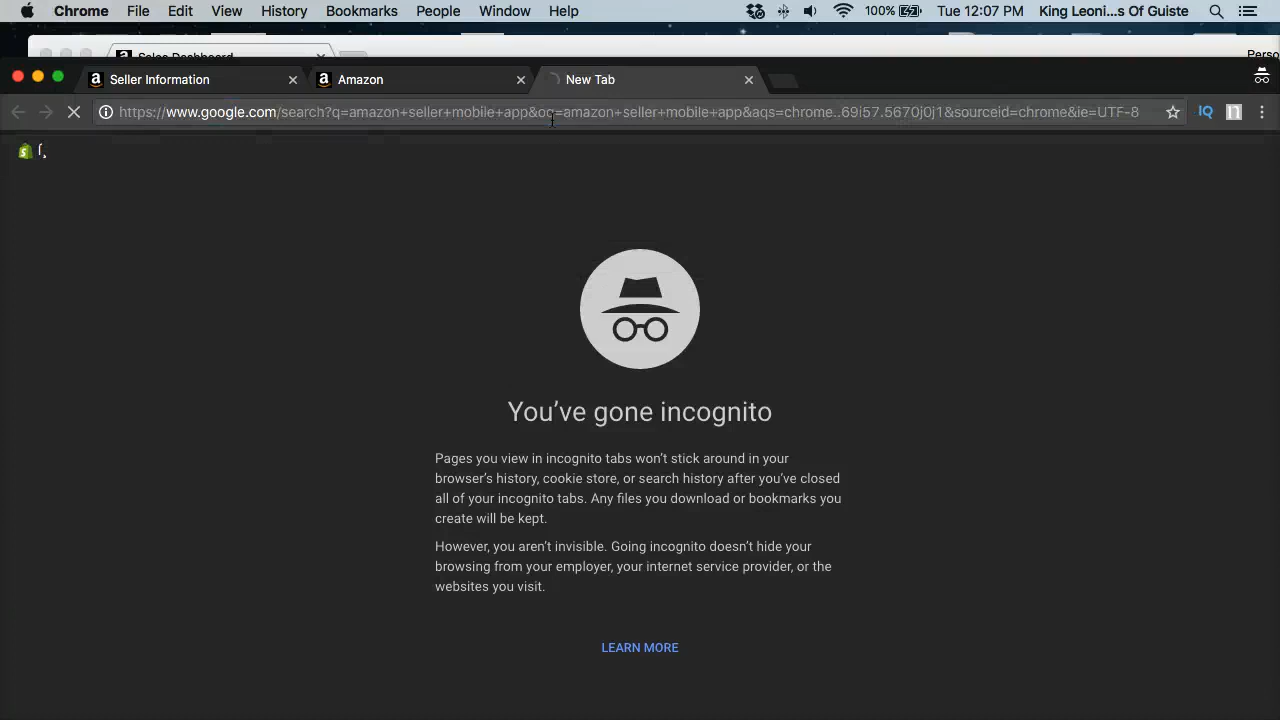 Chrome File Edit View History Bookmarks People Window Help 100% Tue 12:07 PM King Leoni...s Of Guiste
Sales Dashboard
Perso
Seller Information Amazon New Tab
https://www.google.com/search?q=amazon+seller+mobile+app&oq=amazon+seller+mobile+app&aqs=chrome..69i57.5670j0j1&sourceid=chrome&ie=UTF-8
You've gone incognito
Pages you view in incognito tabs won't stick around in your
browser's history, cookie store, or search history after you've closed
all of your incognito tabs. Any files you download or bookmarks you
create will be kept.
However, you aren't invisible. Going incognito doesn't hide your
browsing from your employer, your internet service provider, or the
websites you visit.
LEARN MORE